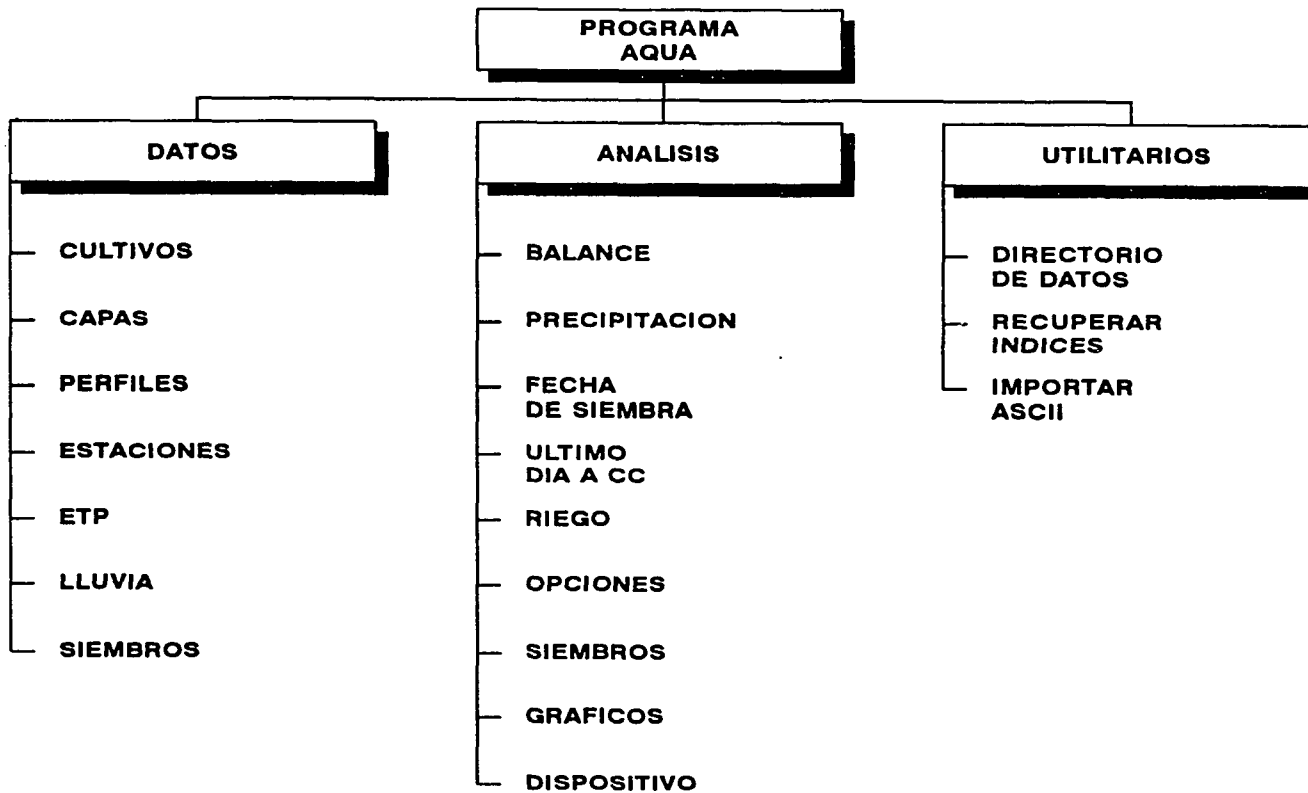 PROGRAMA
AQUA
DATOS
CULTIVOS
CAPAS
PERFILES
ESTACIONES
ETP
LLUVIA
SIEMBROS
ANALISIS
BALANCE
PRECIPITACION
FECHA
DE SIEMBRA
ULTIMO
DIA A CC
RIEGO
OPCIONES
SIEMBROS
GRAFICOS
DISPOSITIVO
UTILITARIOS
DIRECTORIO
DE DATOS
RECUPERAR
INDICES
IMPORTAR
ASCII